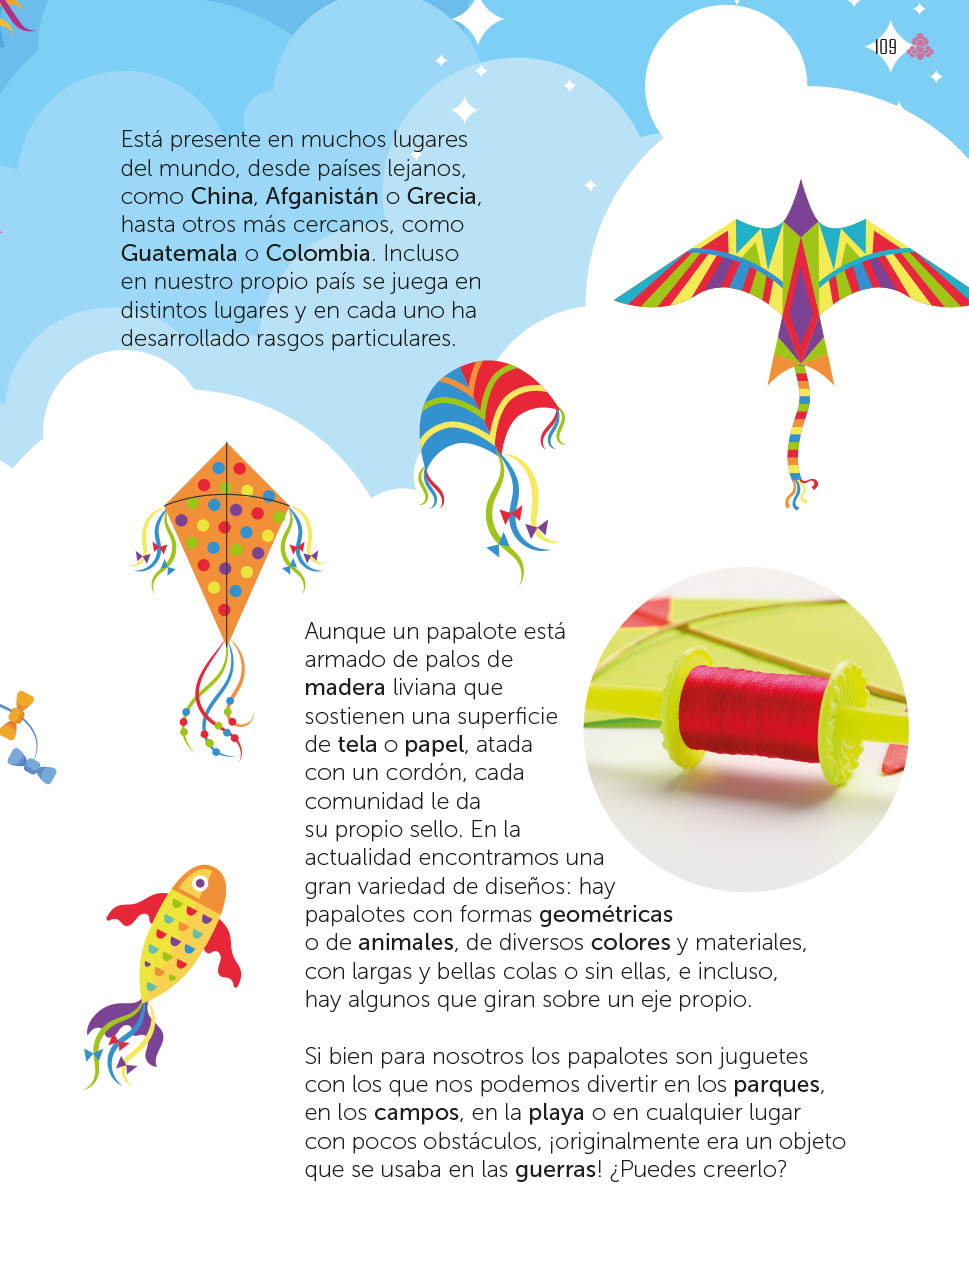 109
Está presente en muchos lugares
del mundo, desde países lejanos,
como China, Afganistán o Grecia,
hasta otros más cercanos, como
Guatemala o Colombia. Incluso
en nuestro propio país se juega en
distintos lugares y en cada uno ha
desarrollado rasgos particulares.
Aunque un papalote está
armado de palos de
madera liviana que
sostienen una superficie
de tela o papel, atada
con un cordón, cada
comunidad le da
su propio sello. En la
actualidad encontramos una
gran variedad de diseños: hay
papalotes con formas geométricas
o de animales, de diversos colores y materiales,
con largas y bellas colas o sin ellas, e incluso,
hay algunos que giran sobre un eje propio.
Si bien para nosotros los papalotes son juguetes
con los que nos podemos divertir en los parques,
en los campos, en la playa o en cualquier lugar
con pocos obstáculos, ¡originalmente era un objeto
que se usaba en las guerras! ¿Puedes creerlo?